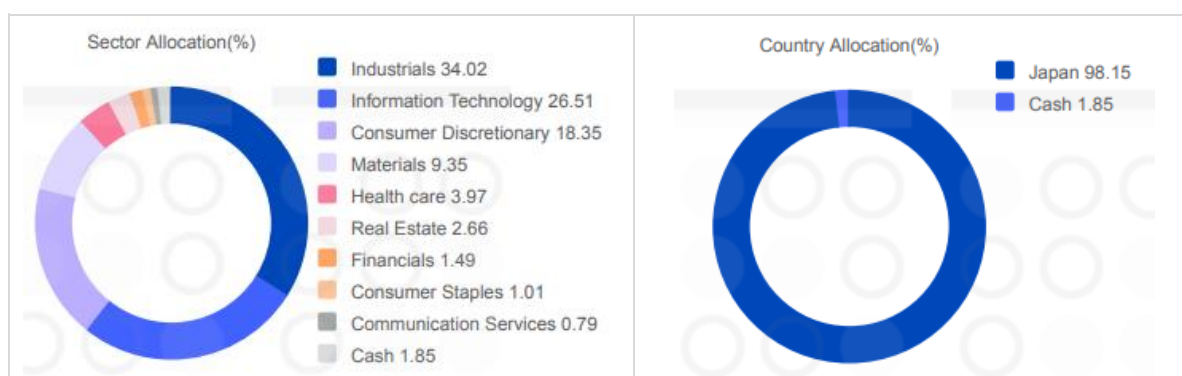 Sector Allocation(%)
Industrials 34.02
Information Technology 26.51
Consumer Discretionary 18.35
Materials 9.35
Health care 3.97
Real Estate 2.66
Financials 1.49
Consumer Staples 1.01
Communication Services 0.79
Cash 1.85
Country Allocation(%)
Japan 98.15
Cash 1.85